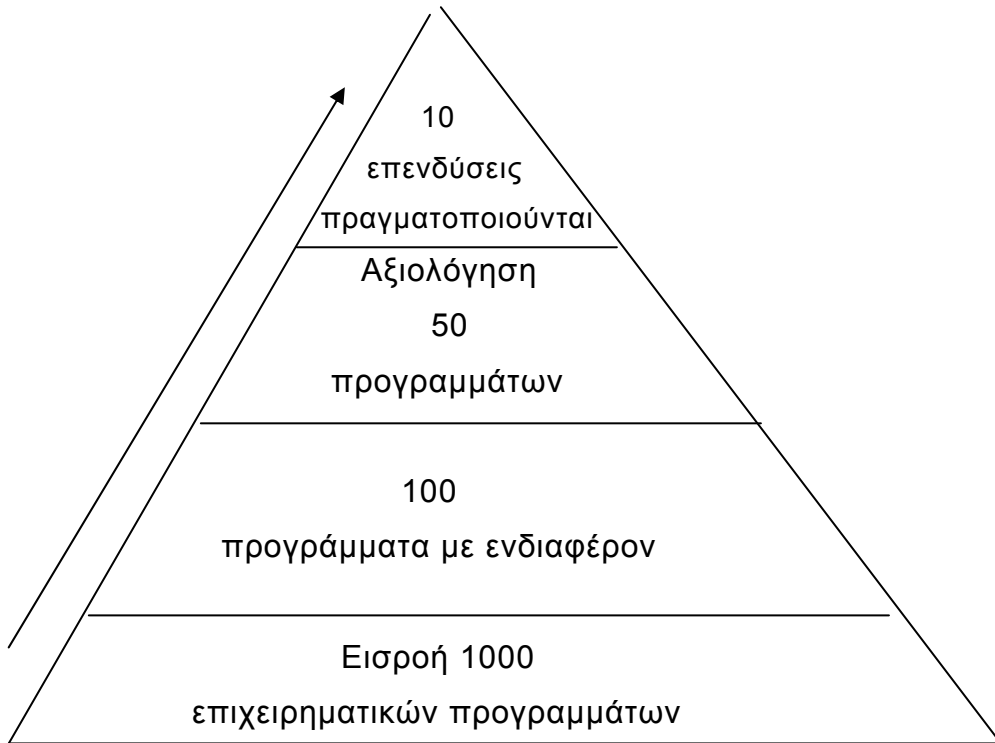 10
επενδύσεις
πραγματοποιούνται
Αξιολόγηση
50
προγραμμάτων
100
προγράμματα με ενδιαφέρον
Εισροή 1000
επιχειρηματικών προγραμμάτων